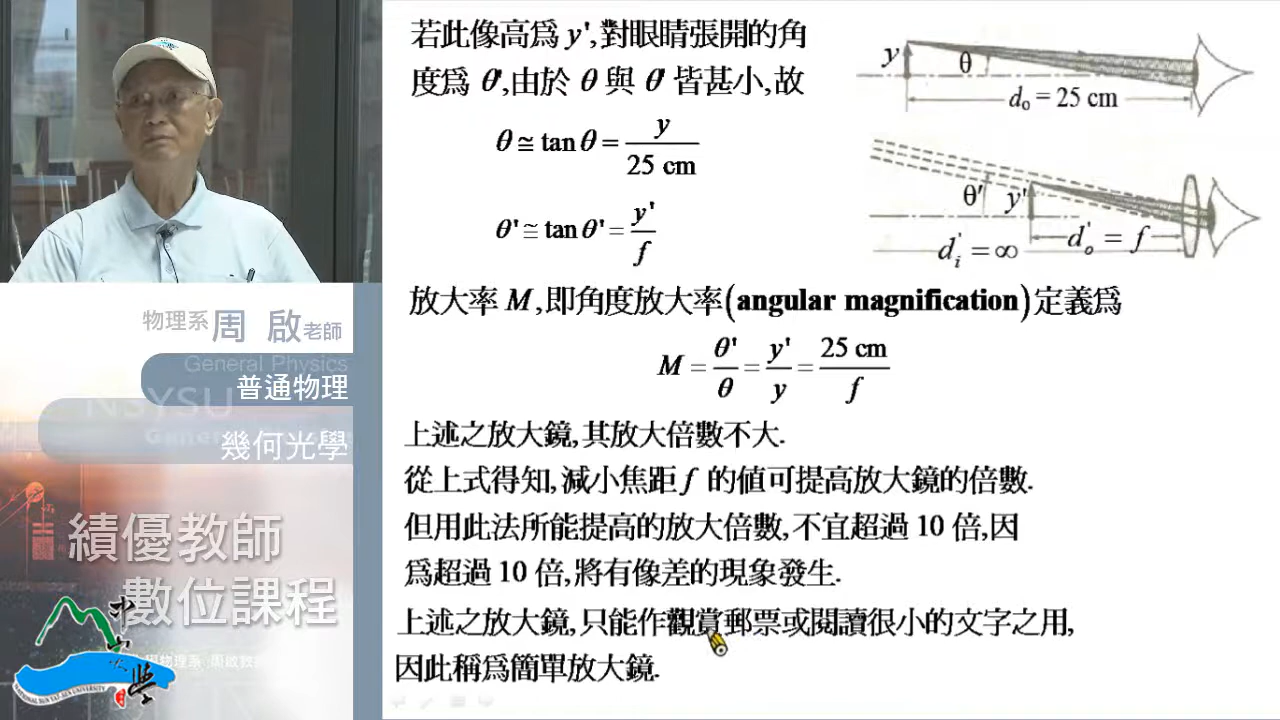 若此像高為 y',對眼睛張開的角
度為 θ',由於 θ 與 θ' 皆甚小,故
θ ≅ tan θ = y / 25 cm
θ' ≅ tan θ' = y' / f
y
θ
d₀ = 25 cm
θ' y'
dᵢ' = ∞
dₒ' = f
放大率 M,即角度放大率(angular magnification)定義為
M = θ' / θ = y' / y = 25 cm / f
上述之放大鏡,其放大倍數不大.
從上式得知,減小焦距 f 的值可提高放大鏡的倍數.
但用此法所能提高的放大倍數,不宜超過 10 倍,因
為超過 10 倍,將有像差的現象發生.
上述之放大鏡,只能作觀賞郵票或閱讀很小的文字之用,
因此稱為簡單放大鏡.
物理系 周 啟 老師
General Physics
普通物理
NSYSU
幾何光學
績優教師
數位課程